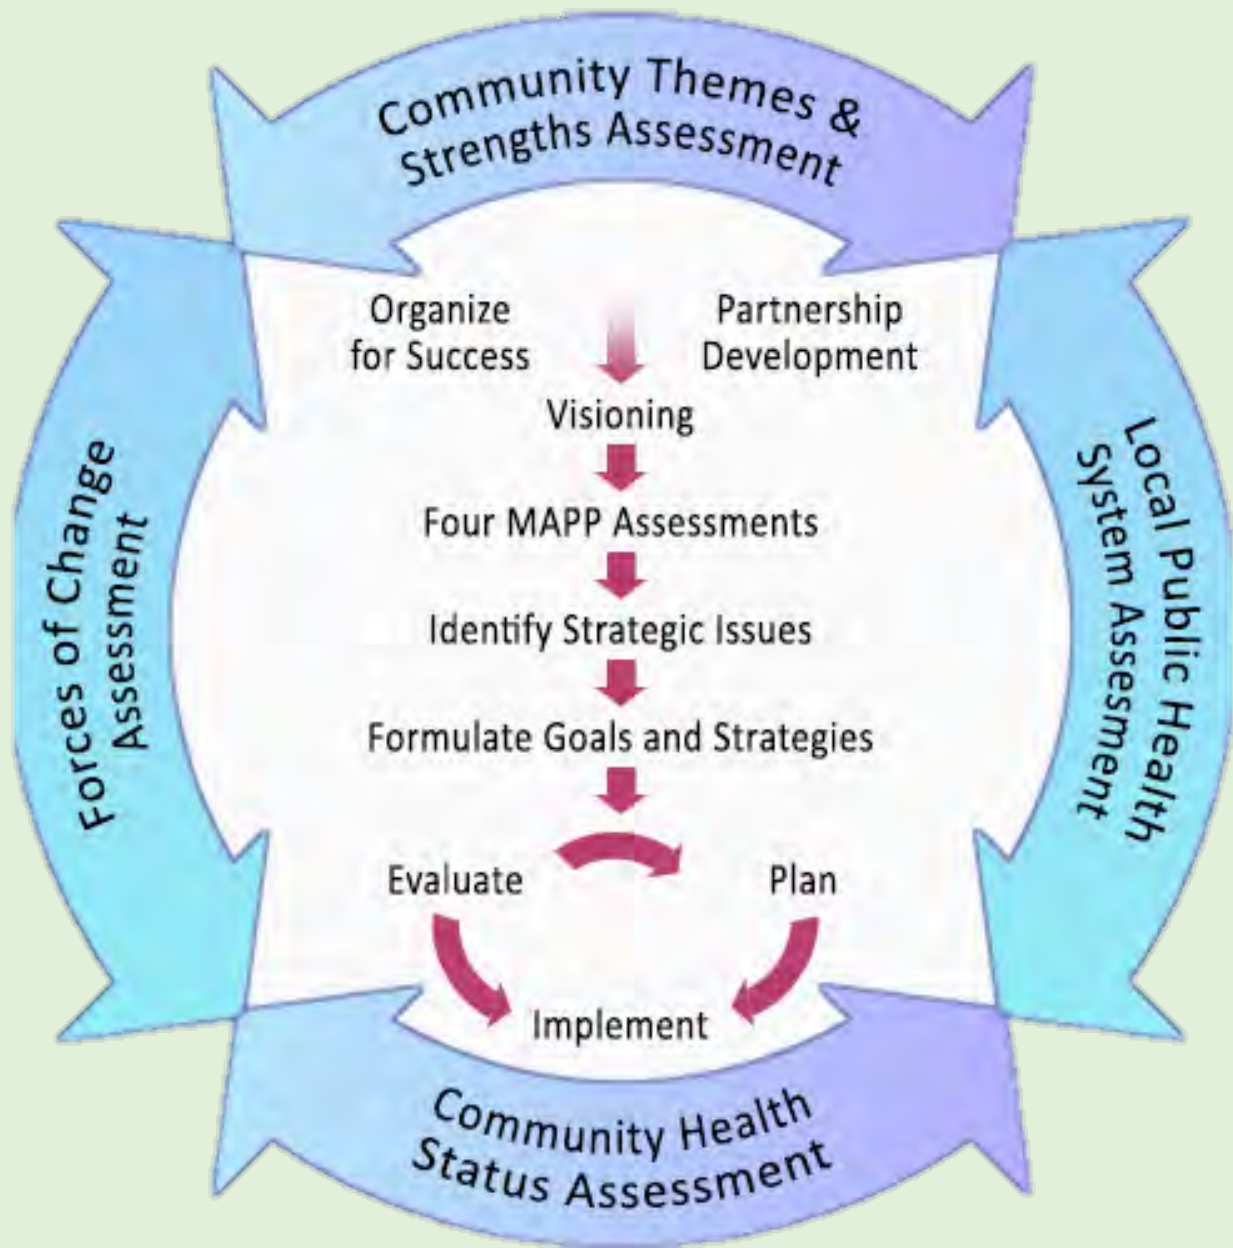 Community Themes &
Strengths Assessment
Organize
for Success
Partnership
Development
Visioning
Four MAPP Assessments
Identify Strategic Issues
Formulate Goals and Strategies
Evaluate
Plan
Implement
Forces of Change
Assessment
Local Public Health
System Assessment
Community Health
Status Assessment